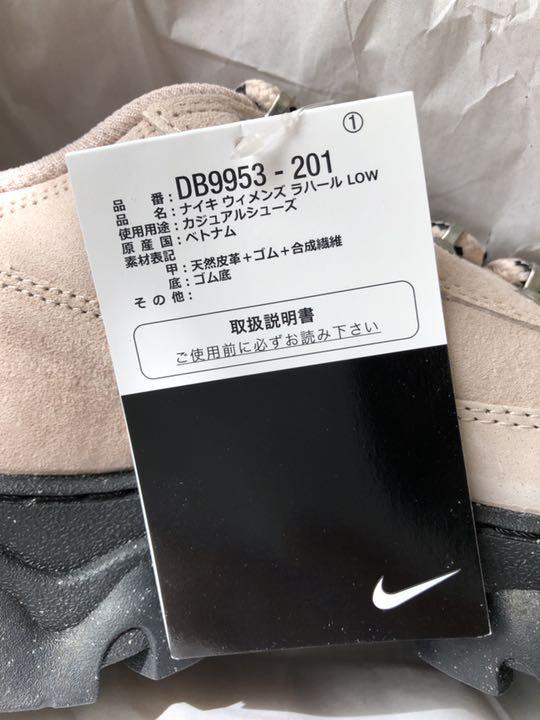 ①
品 番：DB9953 - 201
品 名：ナイキ ウィメンズ ラハール LOW
使用用途：カジュアルシューズ
原 産 国：ベトナム
素材表記
甲：天然皮革＋ゴム＋合成繊維
底：ゴム底
そ の 他：
取扱説明書
ご使用前に必ずお読み下さい